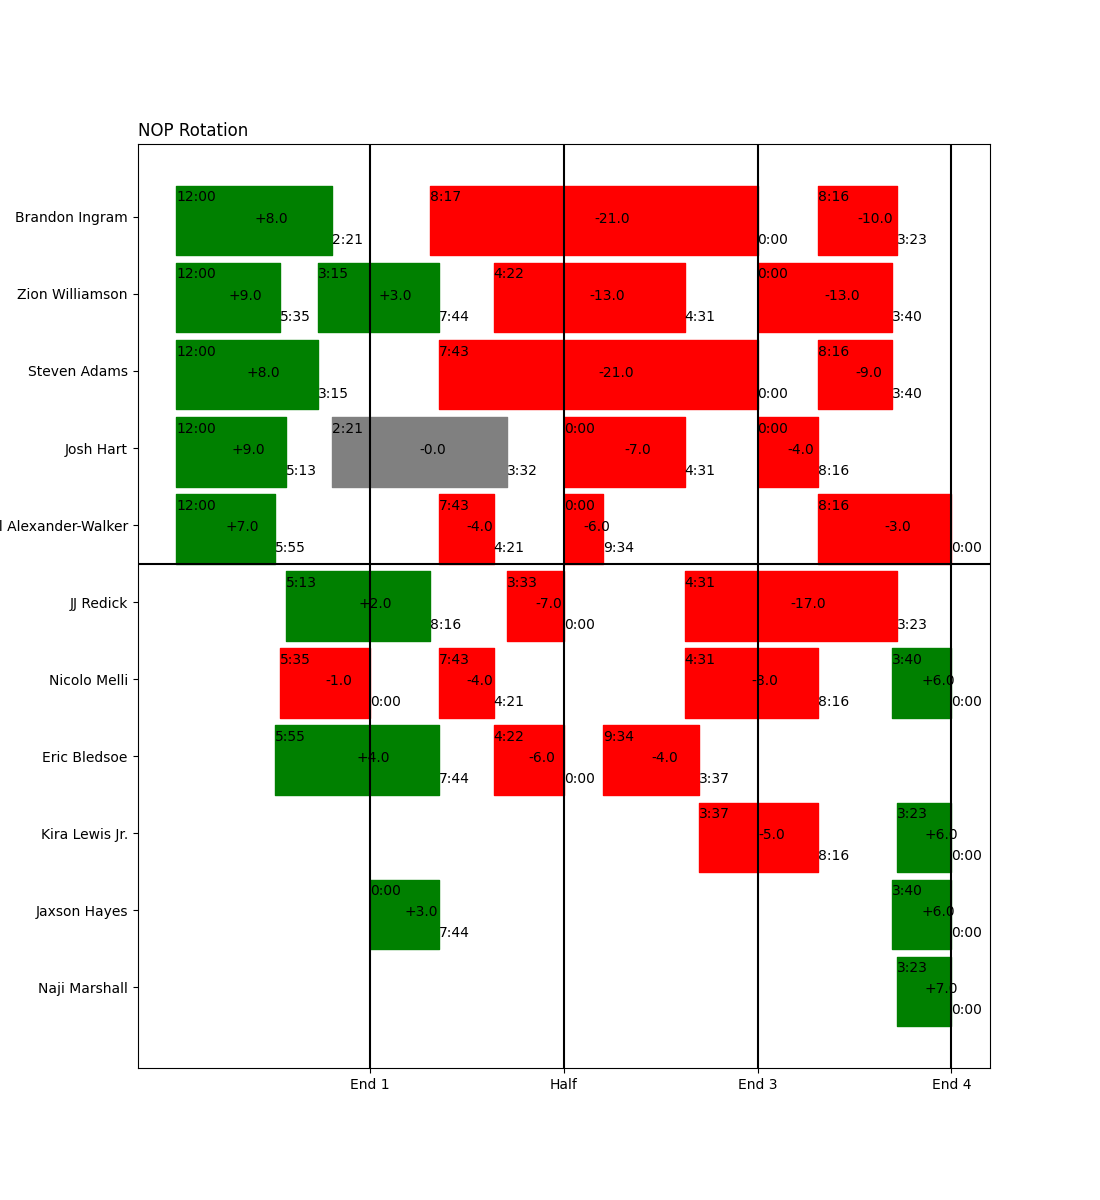 NOP Rotation
Brandon Ingram 12:00 +8.0 2:21 8:17 -21.0 0:00 8:16 -10.0 3:23
Zion Williamson 12:00 +9.0 5:35 3:15 +3.0 7:44 4:22 -13.0 4:31 0:00 -13.0 3:40
Steven Adams 12:00 +8.0 3:15 7:43 -21.0 0:00 8:16 -9.0 3:40
Josh Hart 12:00 +9.0 5:13 2:21 -0.0 3:32 0:00 -7.0 4:31 0:00 -4.0 8:16
l Alexander-Walker 12:00 +7.0 5:55 7:43 -4.0 4:21 0:00 -6.0 9:34 8:16 -3.0 0:00
JJ Redick 5:13 +2.0 8:16 3:33 -7.0 0:00 4:31 -17.0 3:23
Nicolo Melli 5:35 -1.0 0:00 7:43 -4.0 4:21 4:31 -8.0 8:16 3:40 +6.0 0:00
Eric Bledsoe 5:55 +4.0 7:44 4:22 -6.0 0:00 9:34 -4.0 3:37
Kira Lewis Jr. 3:37 -5.0 8:16 3:23 +6.0 0:00
Jaxson Hayes 0:00 +3.0 7:44 3:40 +6.0 0:00
Naji Marshall 3:23 +7.0 0:00
End 1 Half End 3 End 4